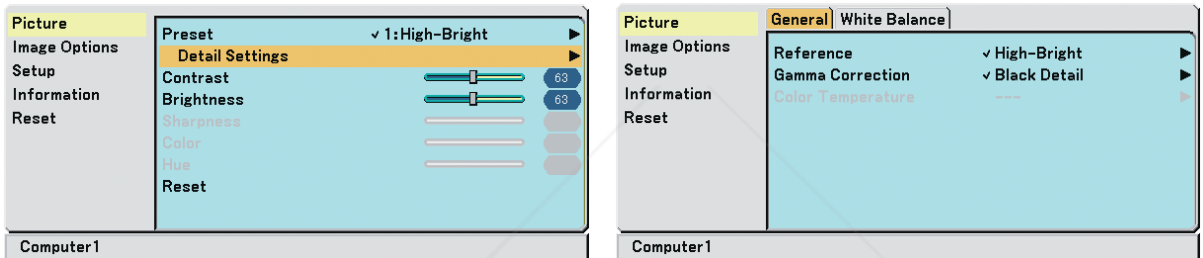 Picture
Image Options
Setup
Information
Reset
Preset ✓ 1:High-Bright ▶
Detail Settings ▶
Contrast 63
Brightness 63
Sharpness
Color
Hue
Reset
Computer1
Picture
Image Options
Setup
Information
Reset
General White Balance
Reference ✓ High-Bright ▶
Gamma Correction ✓ Black Detail ▶
Color Temperature --- ▶
Computer1